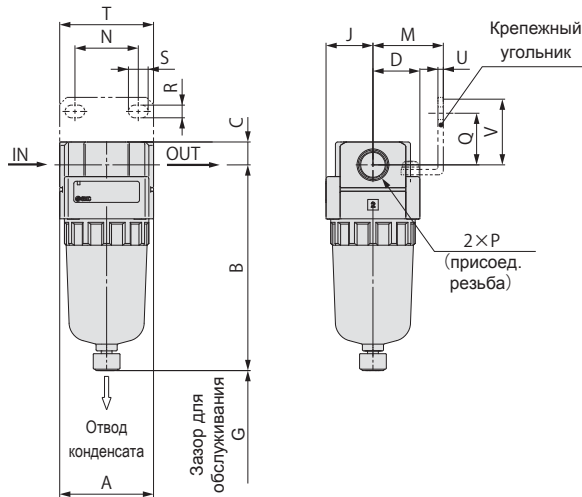 T
N
S
R
C
IN
OUT
B
G
Отвод
конденсата
Зазор для
обслуживания
A
J
M
D
U
Крепежный
угольник
Q
V
2×P
(присоед.
резьба)